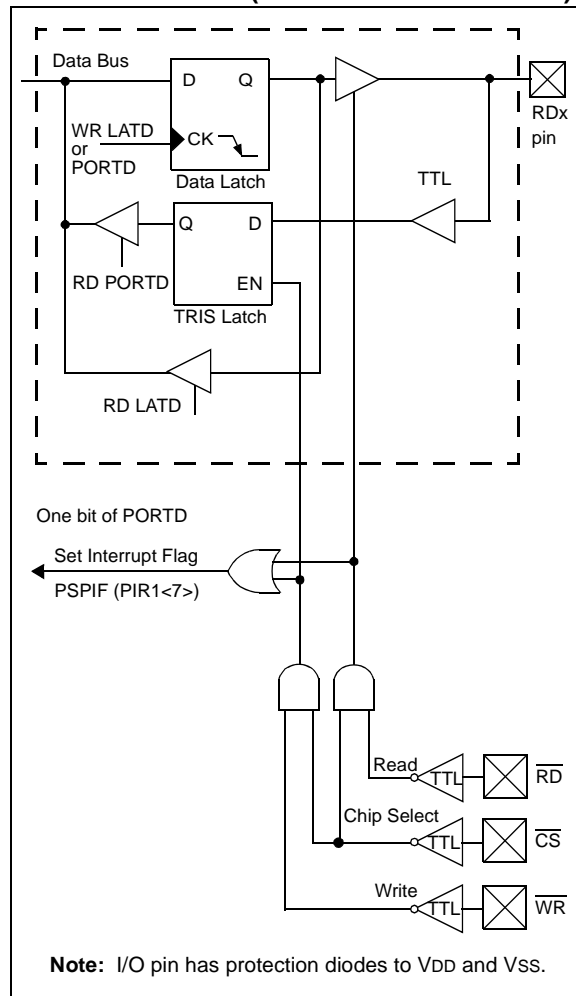 Data Bus
D Q
RDx
pin
WR LATD
or
PORTD
CK
Data Latch
TTL
Q D
RD PORTD
EN
TRIS Latch
RD LATD
One bit of PORTD
Set Interrupt Flag
PSPIF (PIR1<7>)
Read
TTL
RD
Chip Select
TTL
CS
Write
TTL
WR
Note: I/O pin has protection diodes to VDD and VSS.